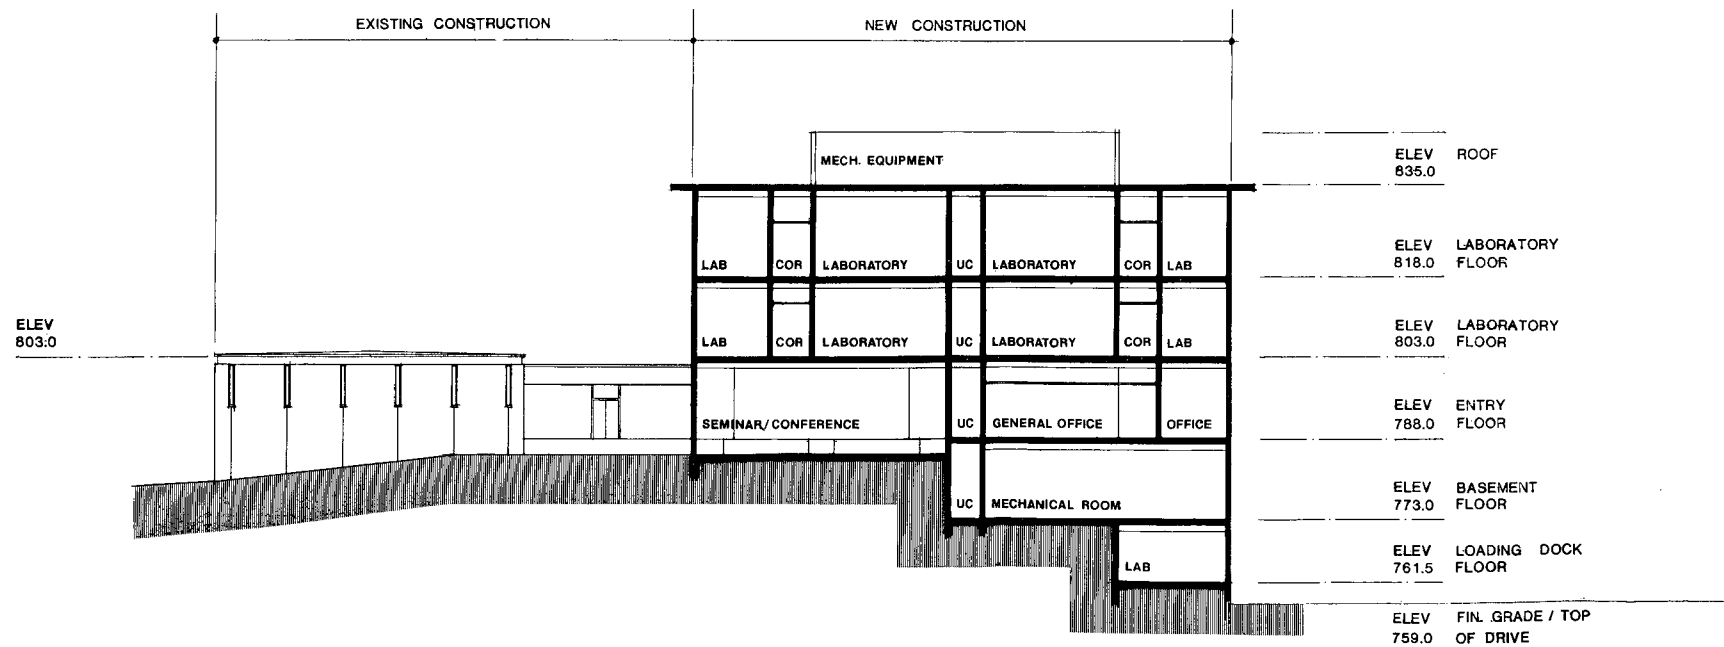 EXISTING CONSTRUCTION
NEW CONSTRUCTION
MECH. EQUIPMENT
ELEV ROOF
835.0
LAB COR LABORATORY UC LABORATORY COR LAB
ELEV LABORATORY
818.0 FLOOR
ELEV
803.0
LAB COR LABORATORY UC LABORATORY COR LAB
ELEV LABORATORY
803.0 FLOOR
SEMINAR/CONFERENCE UC GENERAL OFFICE OFFICE
ELEV ENTRY
788.0 FLOOR
UC MECHANICAL ROOM
ELEV BASEMENT
773.0 FLOOR
LAB
ELEV LOADING DOCK
761.5 FLOOR
ELEV FIN. GRADE / TOP
759.0 OF DRIVE